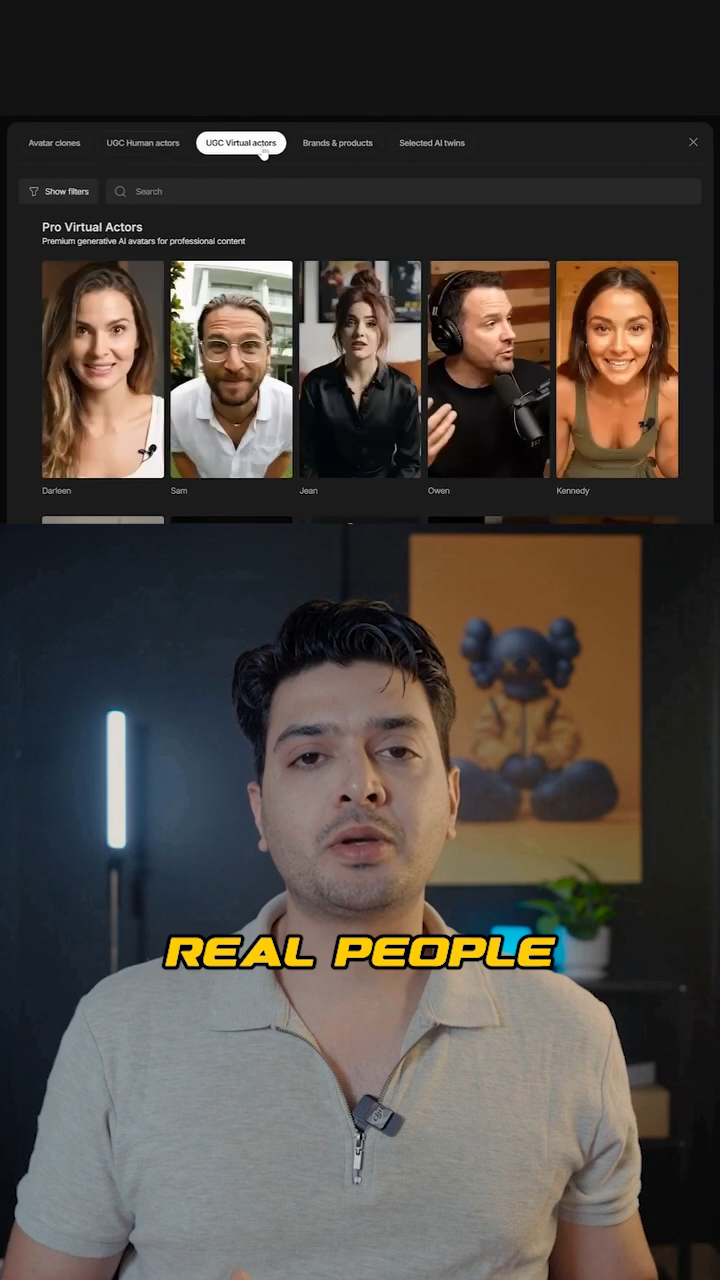 Avatar clones
UGC Human actors
UGC Virtual actors
Brands & products
Selected AI twins
Show filters
Search
Pro Virtual Actors
Premium generative AI avatars for professional content
Darleen
Sam
Jean
Owen
Kennedy
REAL PEOPLE
dji